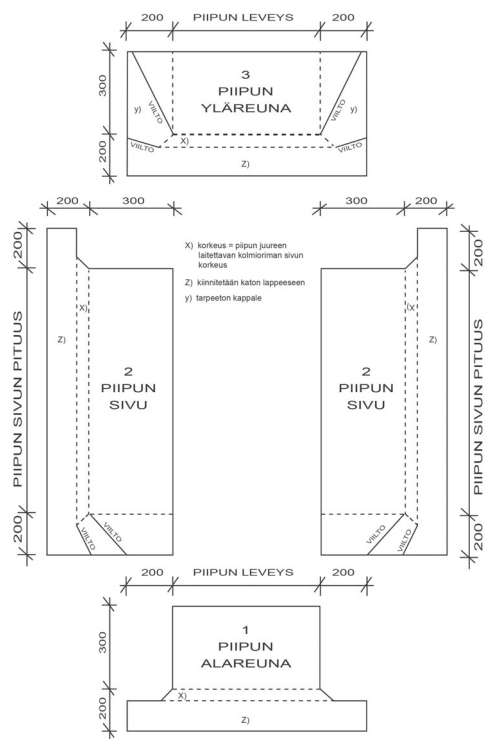 200 PIIPUN LEVEYS 200
300
200
3
PIIPUN
YLÄREUNA
y)
VIILTO
VIILTO
y)
VIILTO
VIILTO
X)
Z)
200 300
200
PIIPUN SIVUN PITUUS
200
X)
Z)
2
PIIPUN
SIVU
VIILTO
VIILTO
X) korkeus = piipun juureen
laitettavan kolmioriman sivun
korkeus
Z) kiinnitetään katon lappeeseen
y) tarpeeton kappale
300 200
200
PIIPUN SIVUN PITUUS
200
(X
Z)
2
PIIPUN
SIVU
VIILTO
VIILTO
200 PIIPUN LEVEYS 200
300
200
1
PIIPUN
ALAREUNA
X)
Z)